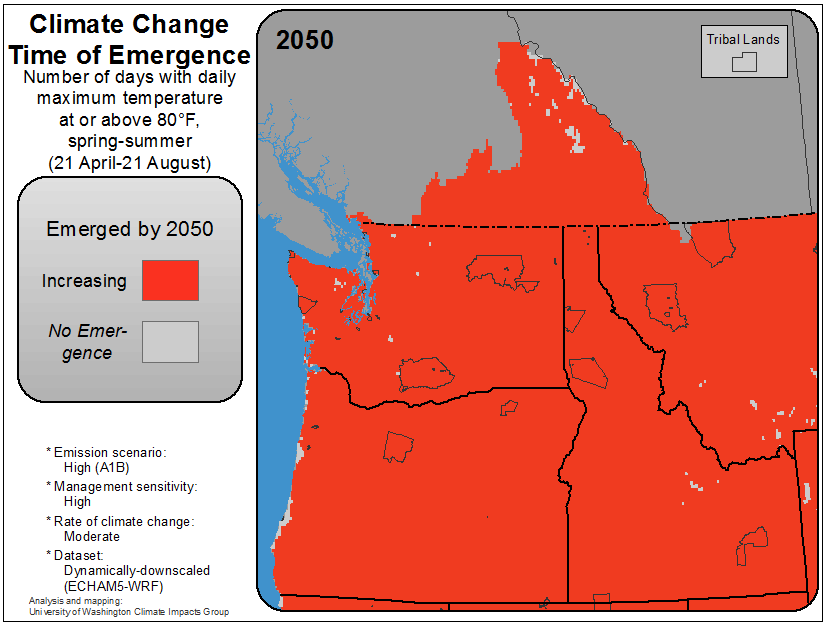 Climate Change
Time of Emergence
Number of days with daily
maximum temperature
at or above 80°F,
spring-summer
(21 April-21 August)
Emerged by 2050
Increasing
No Emer-
gence
* Emission scenario:
High (A1B)
* Management sensitivity:
High
* Rate of climate change:
Moderate
* Dataset:
Dynamically-downscaled
(ECHAM5-WRF)
Analysis and mapping:
University of Washington Climate Impacts Group
2050
Tribal Lands